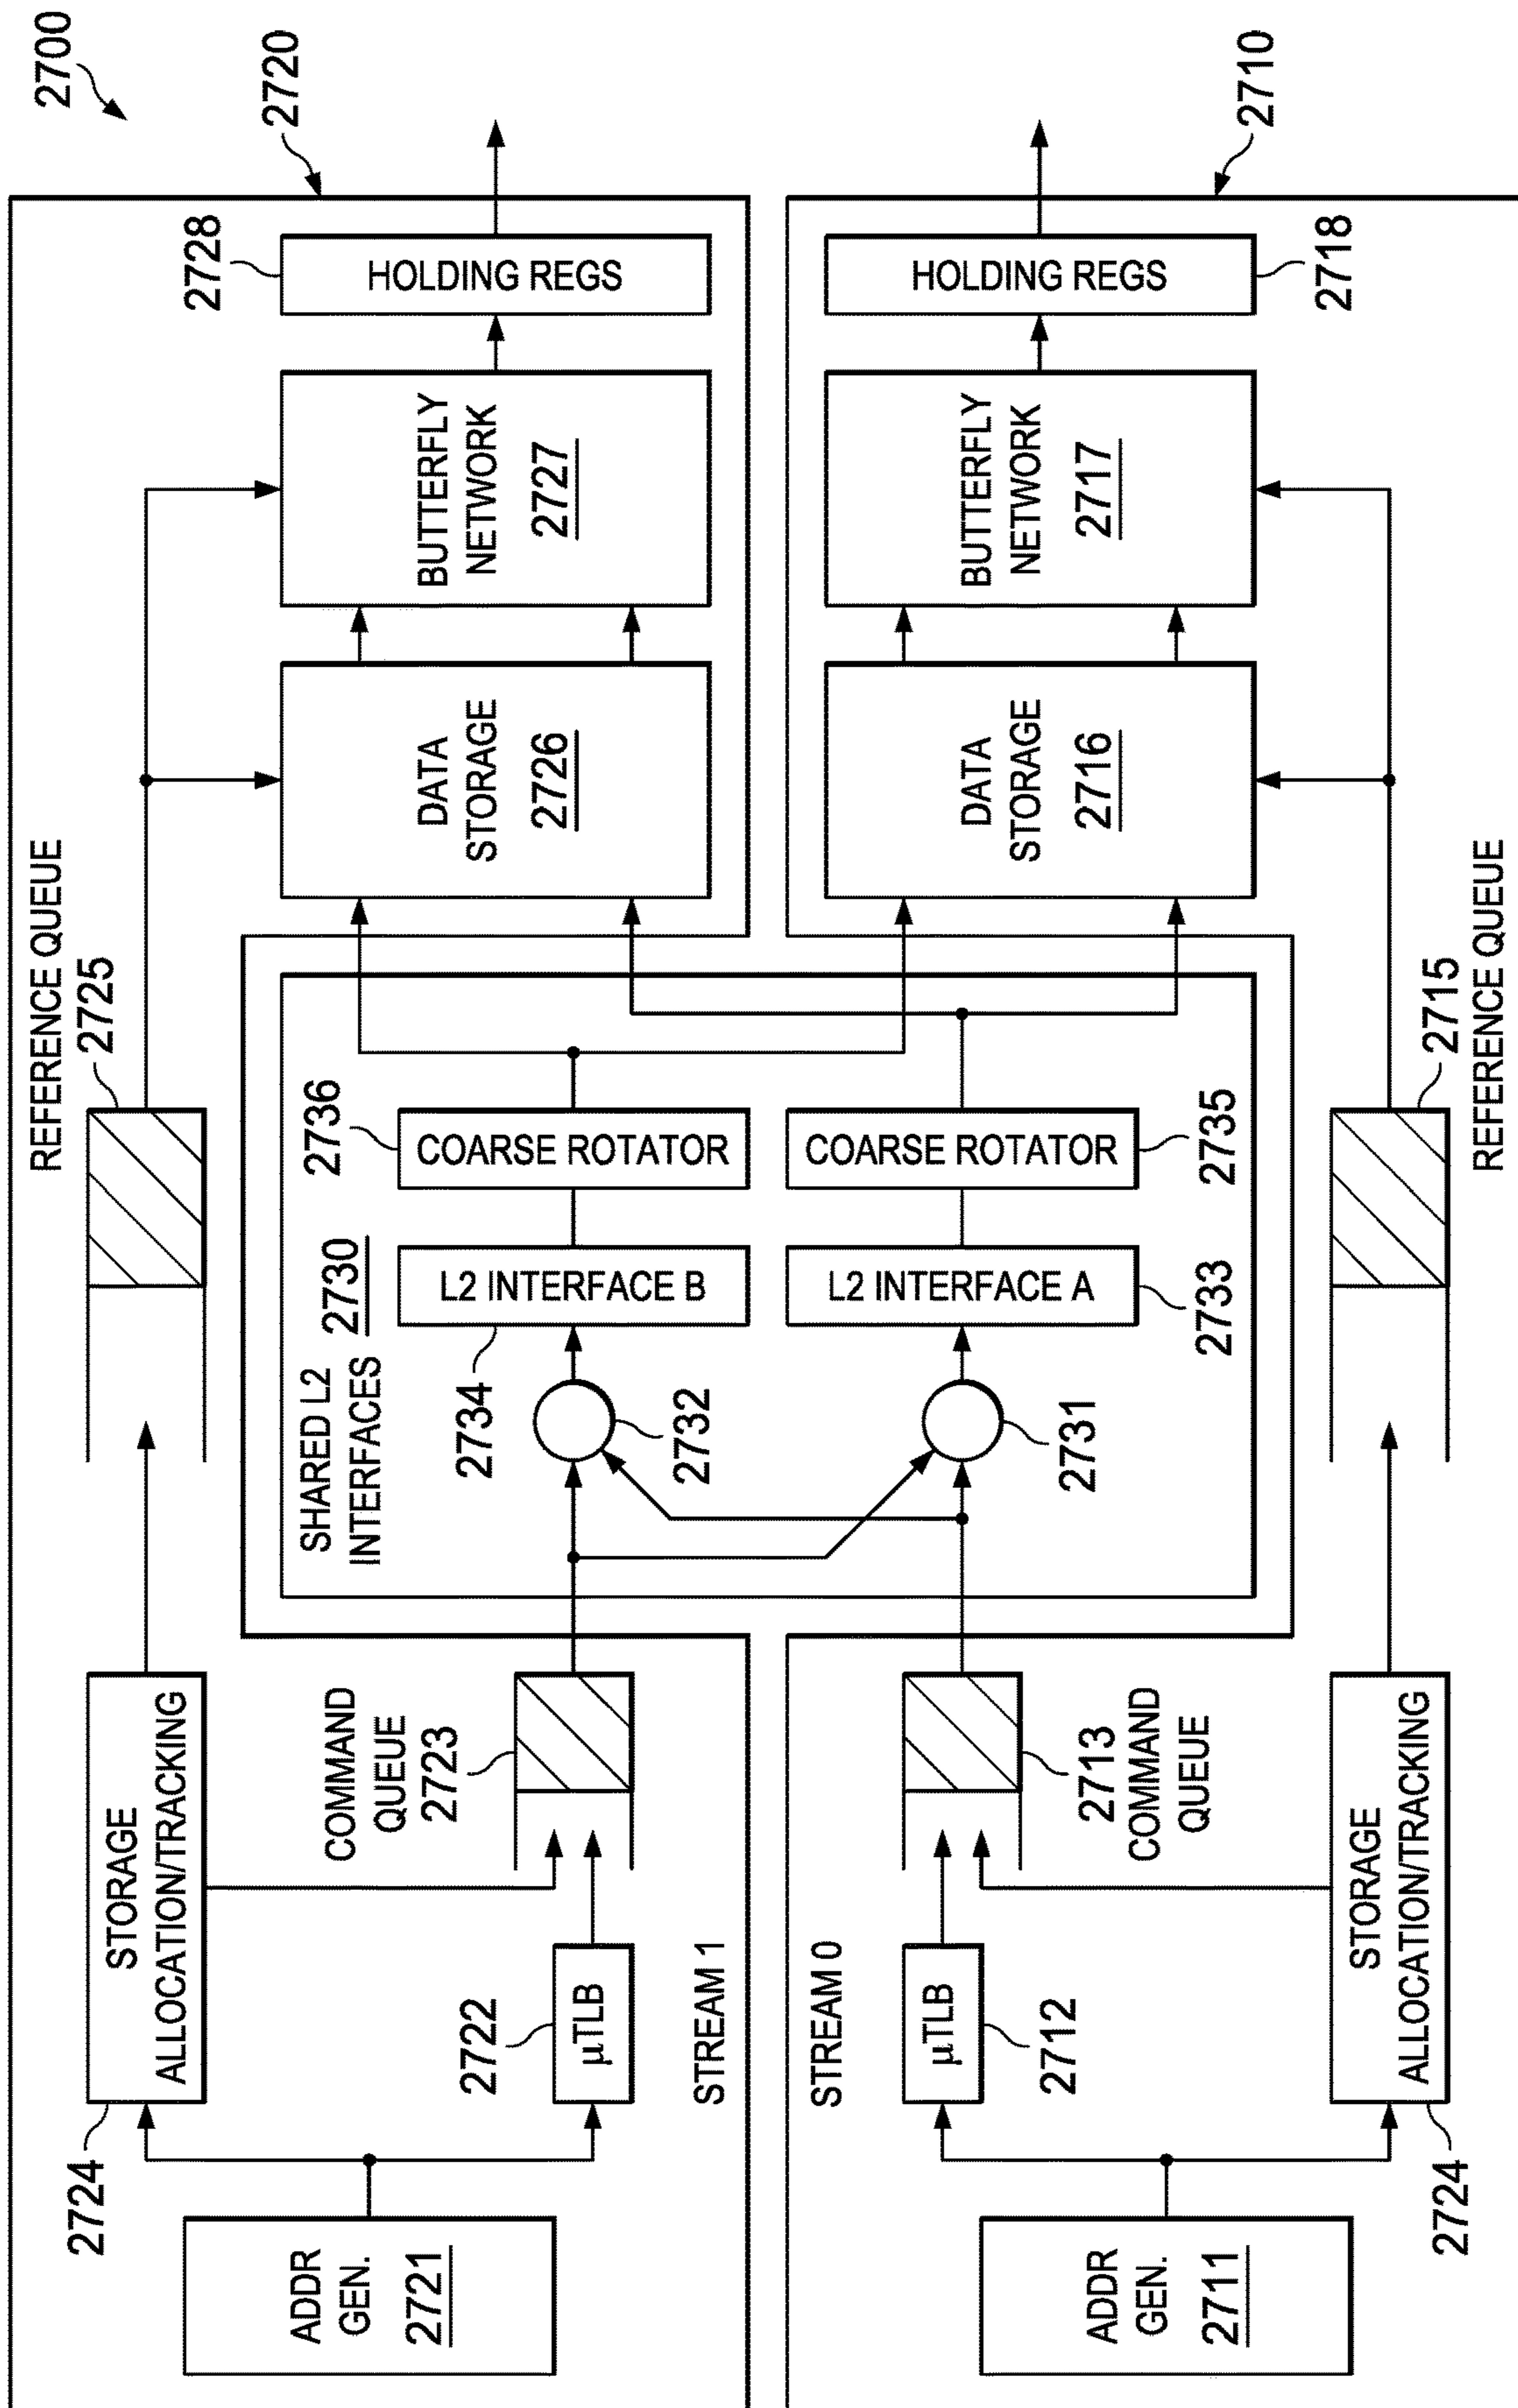 2700
2720
REFERENCE QUEUE
2725
2728
HOLDING REGS
BUTTERFLY
NETWORK
2727
DATA
STORAGE
2726
STORAGE
ALLOCATION/TRACKING
2724
ADDR
GEN.
2721
COMMAND
QUEUE
2723
2722
µTLB
STREAM 1
SHARED L2
INTERFACES
2730
2736
COARSE ROTATOR
L2 INTERFACE B
2734
2732
COARSE ROTATOR
2735
L2 INTERFACE A
2733
2731
STREAM 0
µTLB
2712
2713
COMMAND
QUEUE
ADDR
GEN.
2711
STORAGE
ALLOCATION/TRACKING
2724
DATA
STORAGE
2716
BUTTERFLY
NETWORK
2717
HOLDING REGS
2718
2710
2715
REFERENCE QUEUE